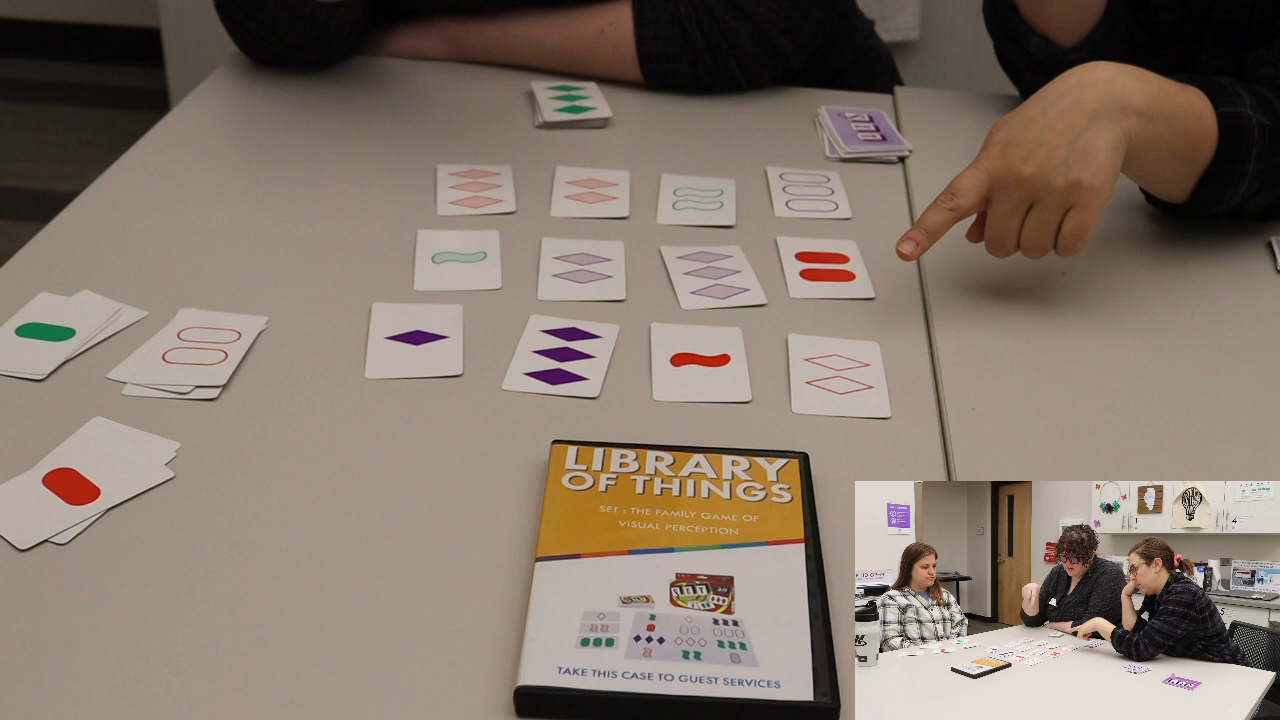 LIBRARY
OF THINGS
SET : THE FAMILY GAME OF
VISUAL PERCEPTION
TAKE THIS CASE TO GUEST SERVICES